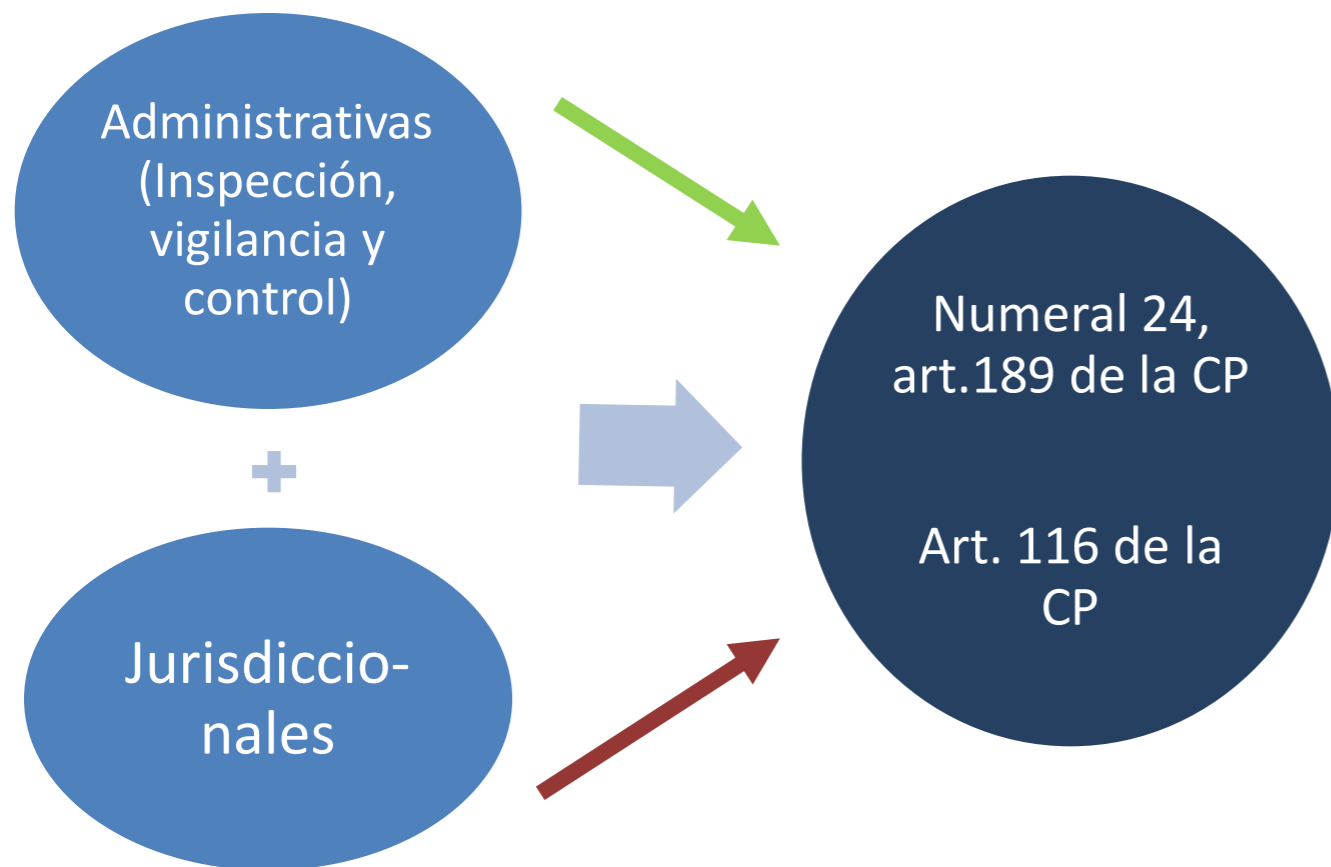 Administrativas
(Inspección,
vigilancia y
control)
Jurisdiccio-
nales
Numeral 24,
art.189 de la CP
Art. 116 de la
CP